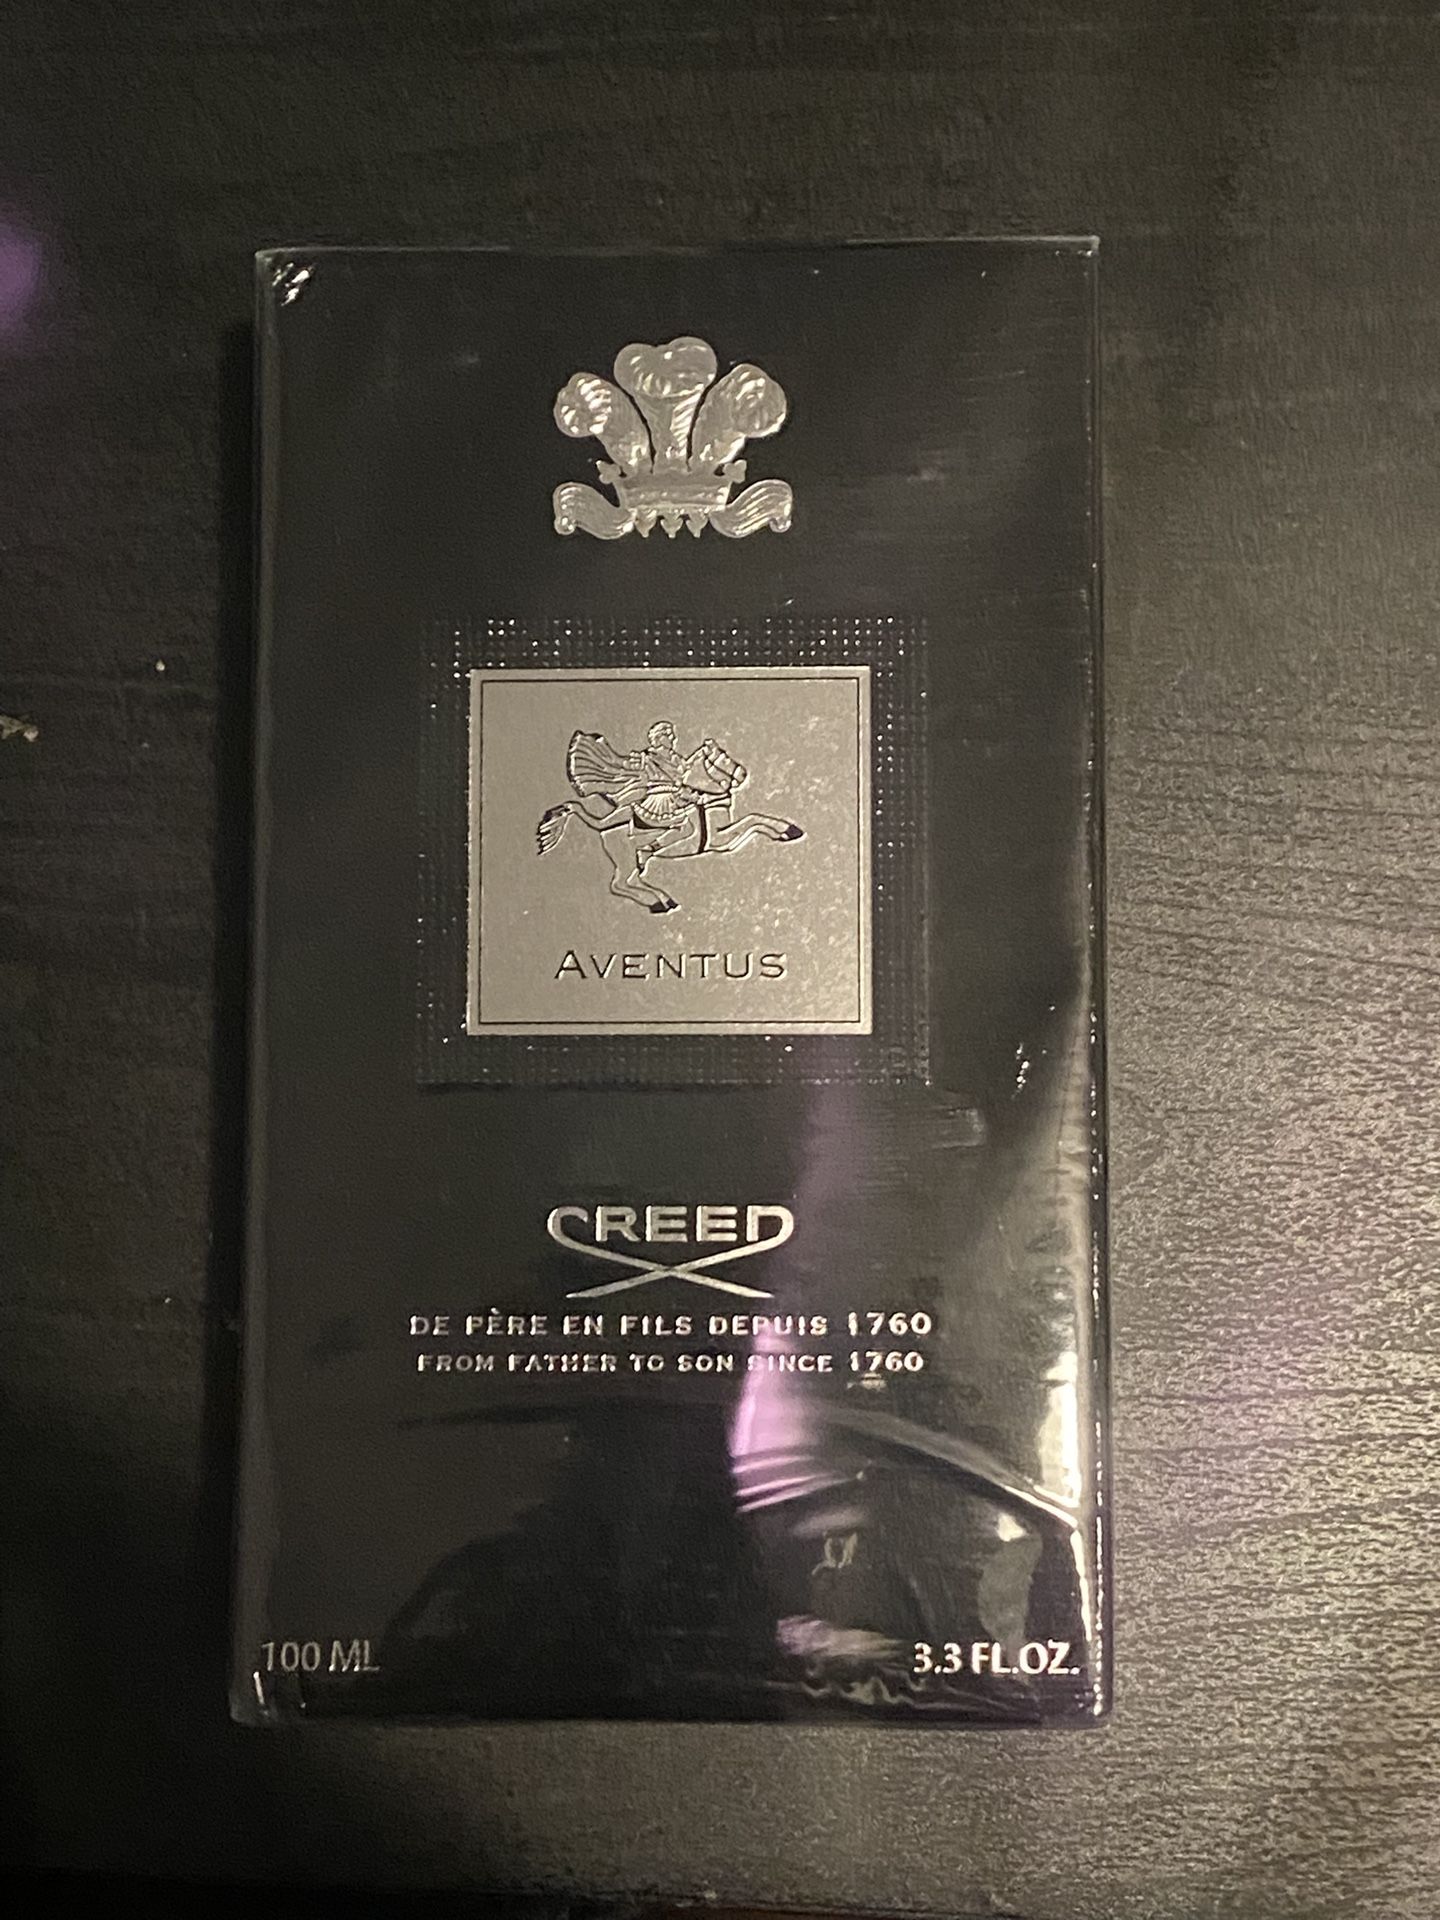 AVENTUS
CREED
DE PÈRE EN FILS DEPUIS 1760
FROM FATHER TO SON SINCE 1760
100 ML
3.3 FL.OZ.